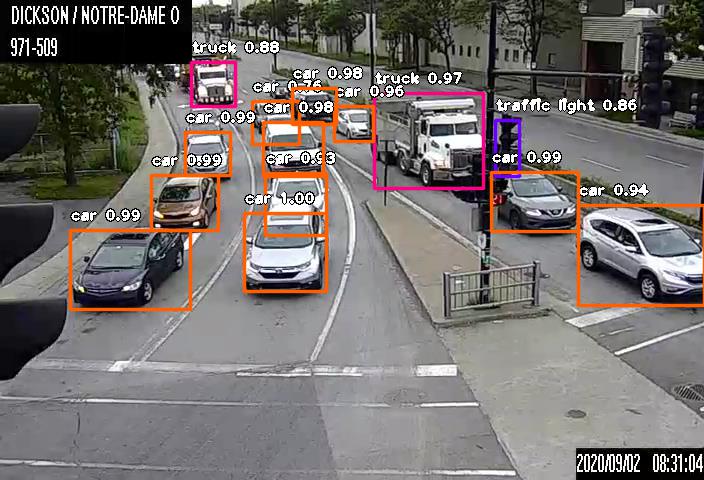 DICKSON / NOTRE-DAME O
971-509
truck 0.88
car 0.98
car 0.76
truck 0.97
car 0.96
car 0.98
traffic light 0.86
car 0.99
car 0.99
car 0.93
car 0.99
car 1.00
car 0.94
car 0.99
2020/09/02 08:31:04